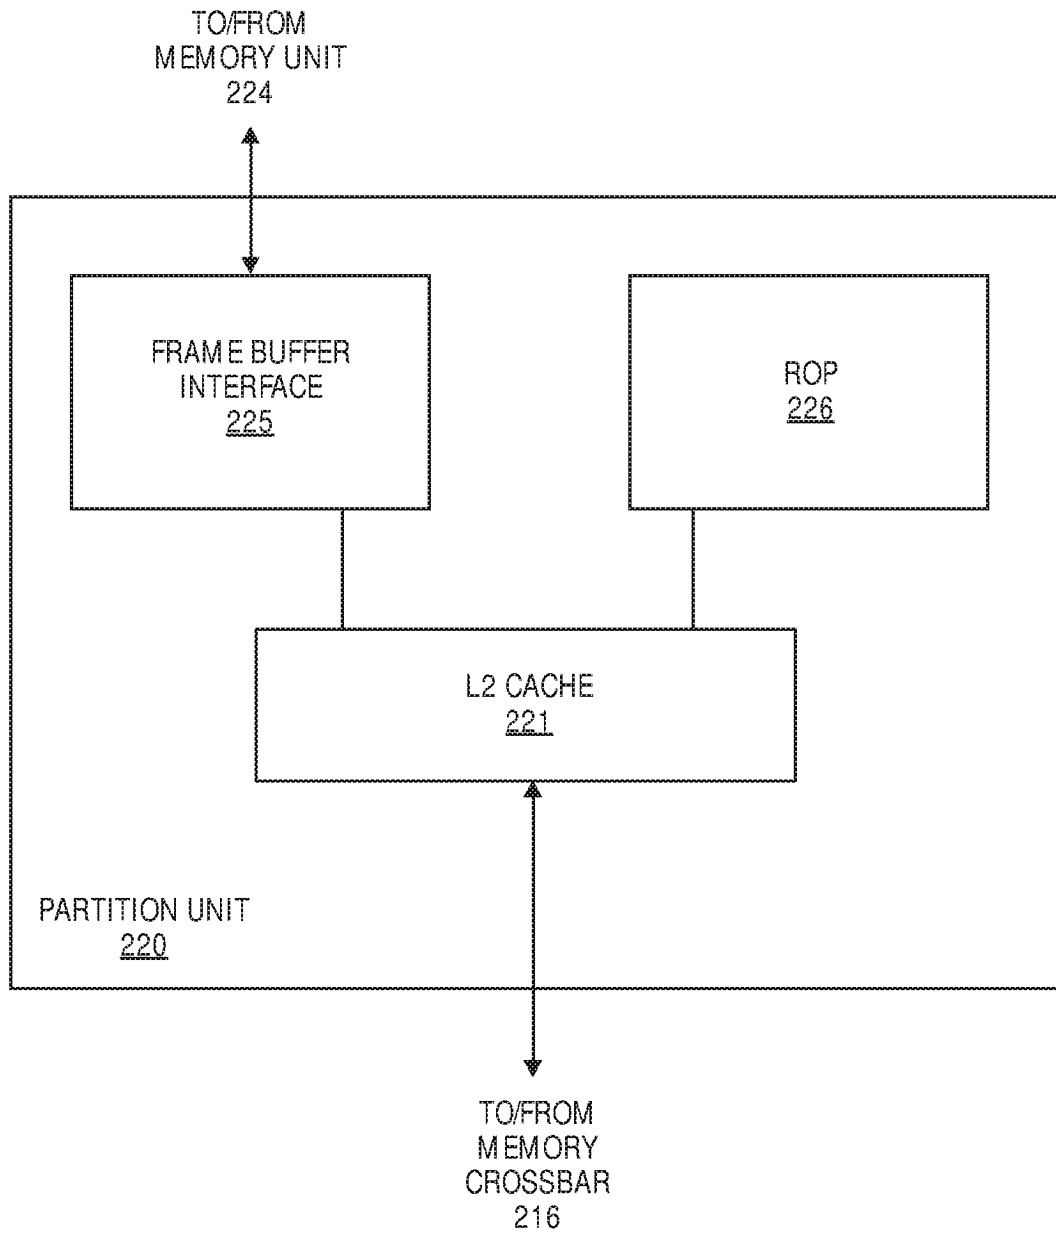 TO/FROM
MEMORY UNIT
224
FRAME BUFFER
INTERFACE
225
ROP
226
L2 CACHE
221
PARTITION UNIT
220
TO/FROM
MEMORY
CROSSBAR
216